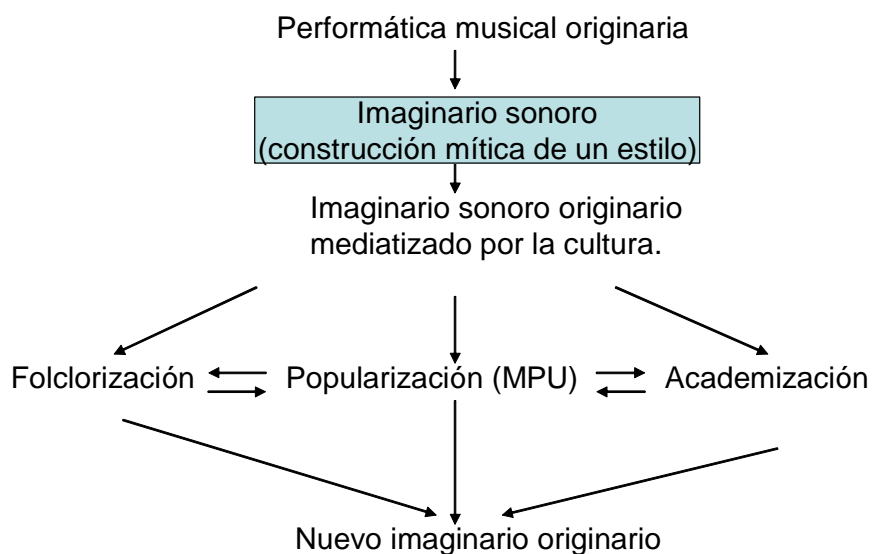 Performática musical originaria
Imaginario sonoro
(construcción mítica de un estilo)
Imaginario sonoro originario
mediatizado por la cultura.
Folclorización
Popularización (MPU)
Academización
Nuevo imaginario originario